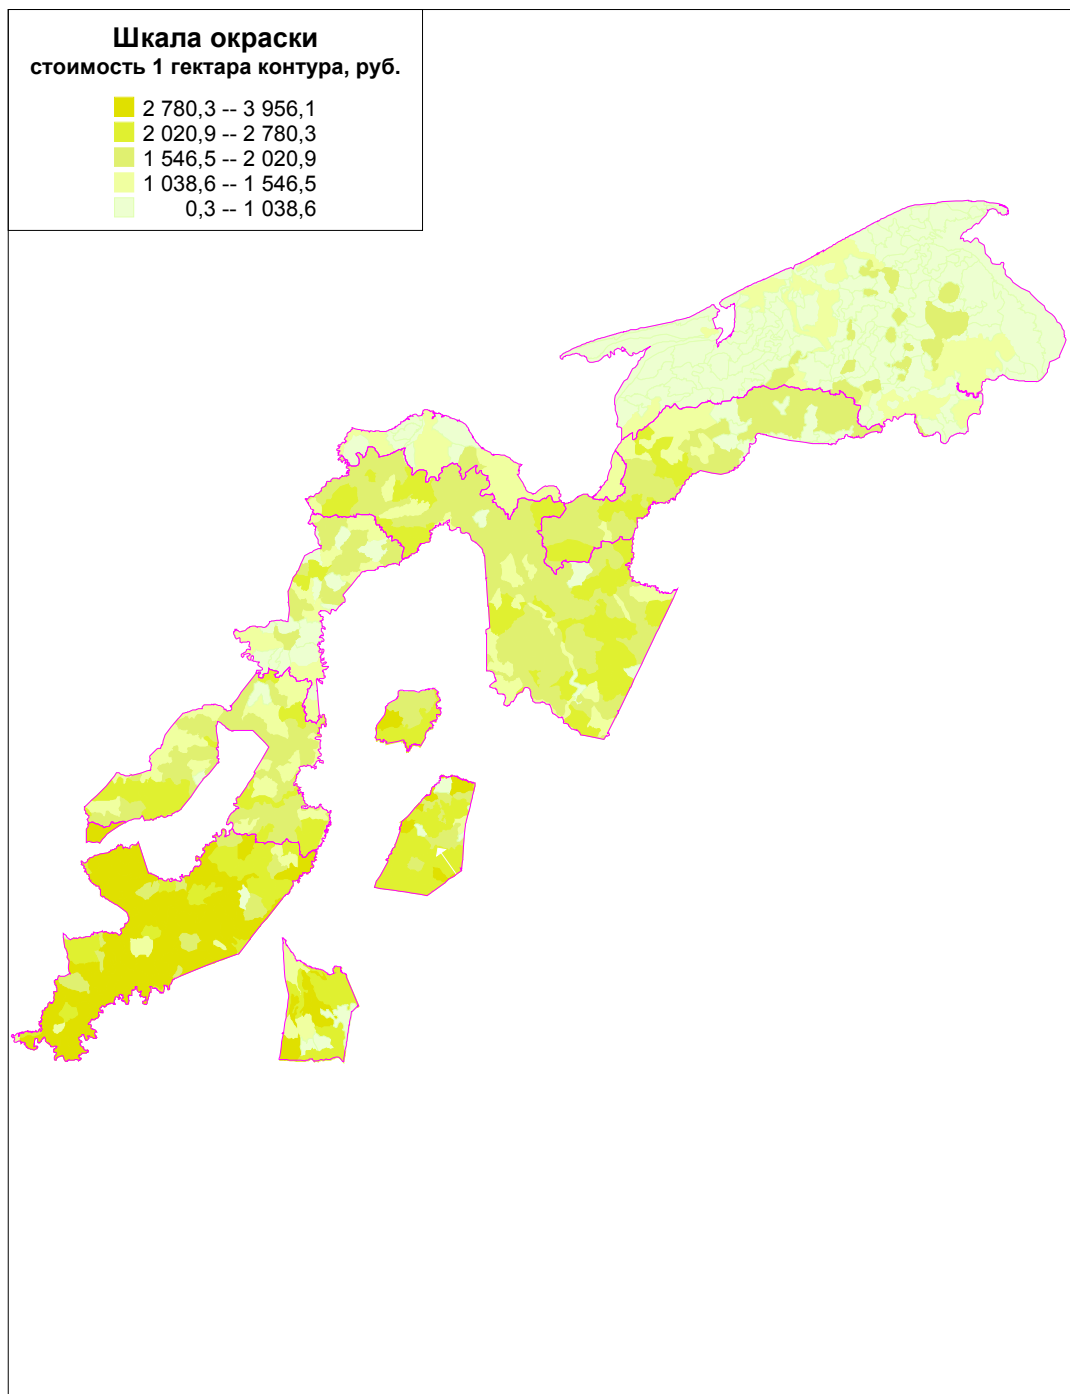 Шкала окраски
стоимость 1 гектара контура, руб.
2 780,3 -- 3 956,1
2 020,9 -- 2 780,3
1 546,5 -- 2 020,9
1 038,6 -- 1 546,5
0,3 -- 1 038,6